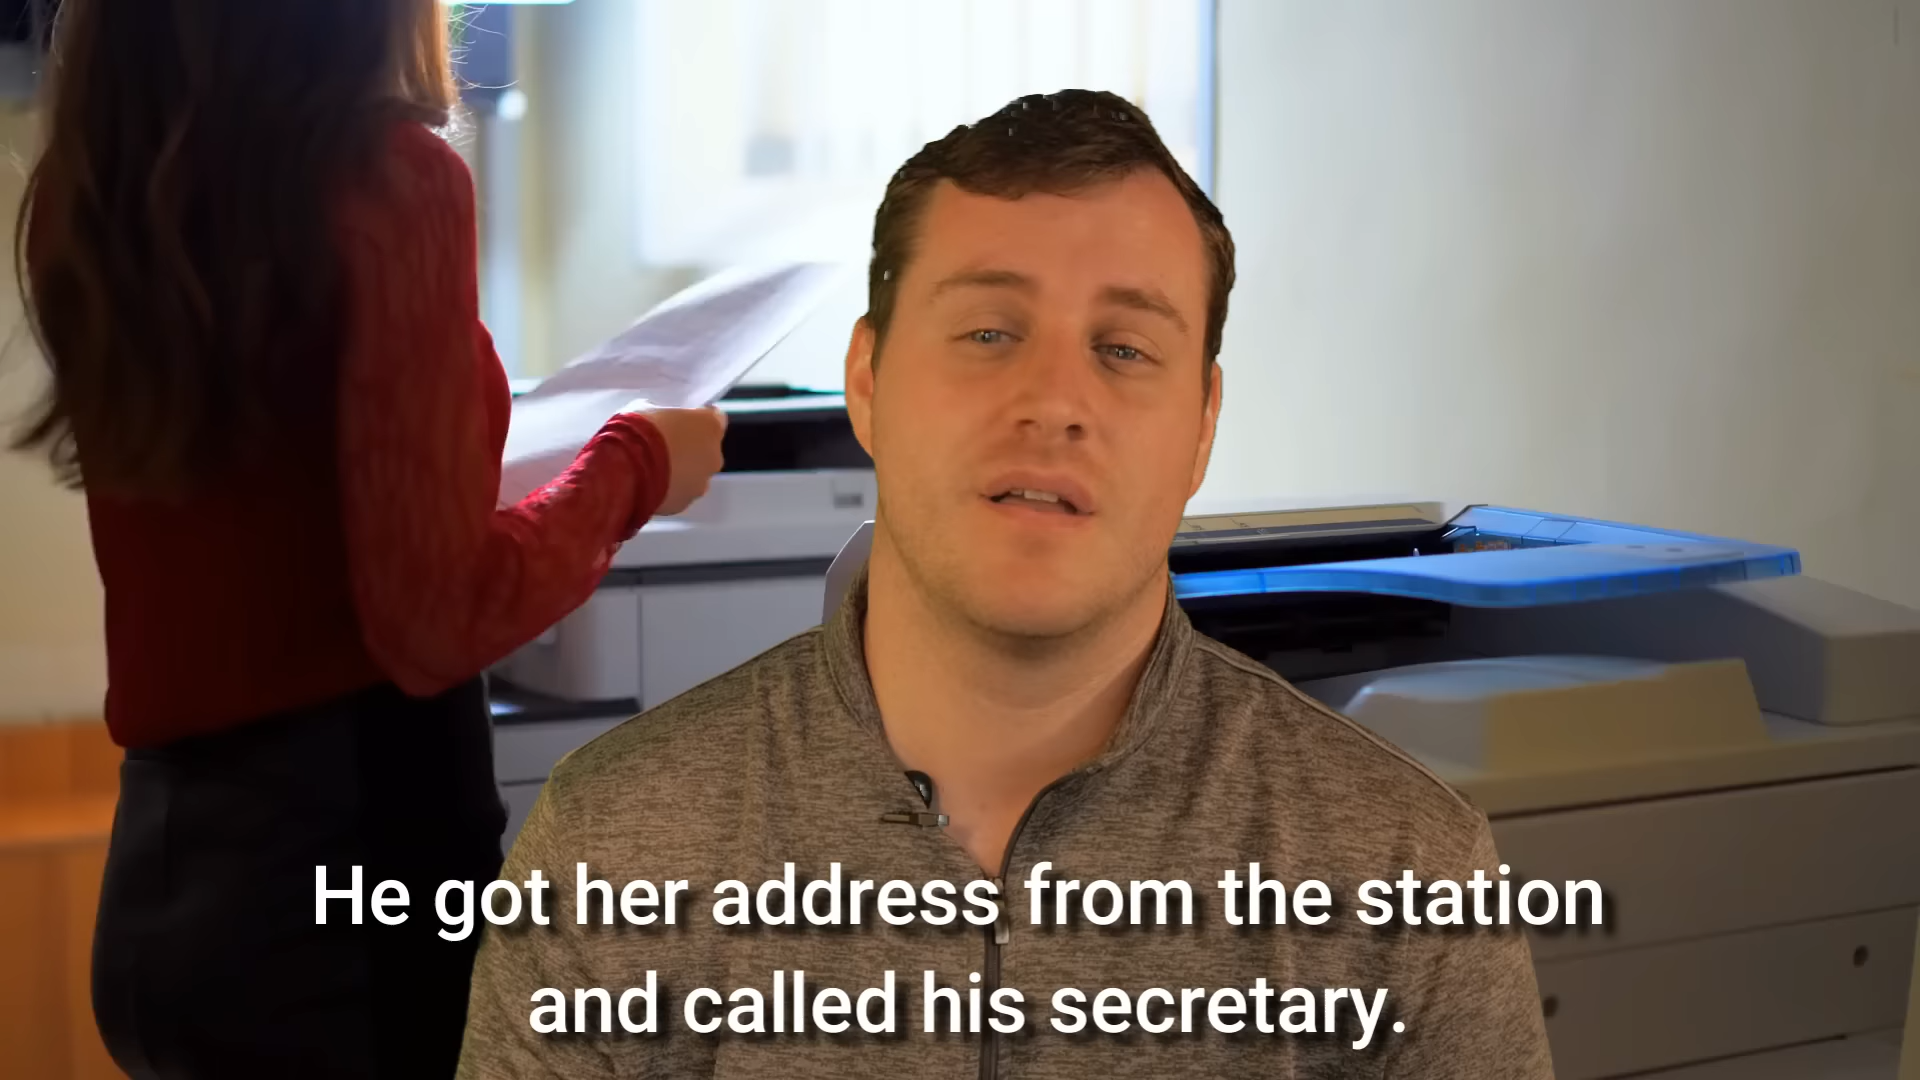 He got her address from the station
and called his secretary.